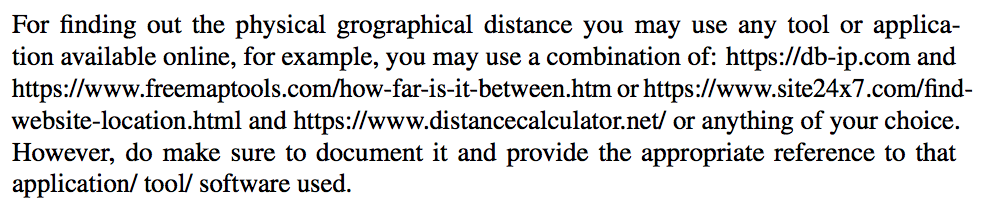 For finding out the physical grographical distance you may use any tool or applica-
tion available online, for example, you may use a combination of: https://db-ip.com and
https://www.freemaptools.com/how-far-is-it-between.htm or https://www.site24x7.com/find-
website-location.html and https://www.distancecalculator.net/ or anything of your choice.
However, do make sure to document it and provide the appropriate reference to that
application/ tool/ software used.